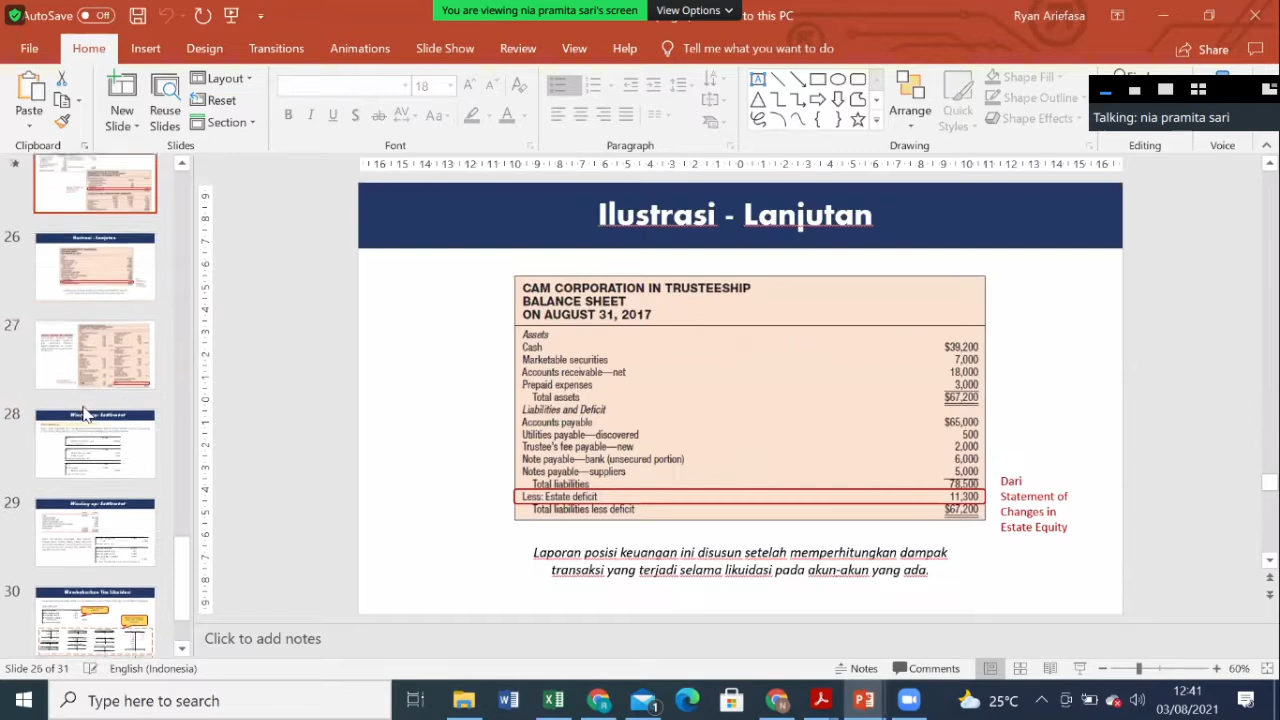 You are viewing nia pramita sari's screen
View Options
AutoSave Off
to this PC
Ryan Ariefasa
File Home Insert Design Transitions Animations Slide Show Review View Help Tell me what you want to do
Share
Paste
Clipboard
New Slide
Reuse Slides
Layout
Reset
Section
Slides
18
Font
Paragraph
Arrange
Quick Styles
Shape Fill
Shape Outline
Shape Effects
Drawing
Editing
Voice
Talking: nia pramita sari
26
27
28
29
30
Ilustrasi - Lanjutan
CAM CORPORATION IN TRUSTEESHIP
BALANCE SHEET
ON AUGUST 31, 2017
Assets
Cash $39,200
Marketable securities 7,000
Accounts receivable—net 18,000
Prepaid expenses 3,000
Total assets $67,200
Liabilities and Deficit
Accounts payable $65,000
Utilities payable—discovered 500
Trustee's fee payable—new 2,000
Note payable—bank (unsecured portion) 6,000
Notes payable—suppliers 5,000
Total liabilities 78,500
Less: Estate deficit 11,300
Total liabilities less deficit $67,200
Dari
Statement of
Changes in
Estate Equity
Laporan posisi keuangan ini disusun setelah memperhitungkan dampak
transaksi yang terjadi selama likuidasi pada akun-akun yang ada.
Click to add notes
Slide 26 of 31 English (Indonesia) Notes Comments 60%
Type here to search
25°C
12:41
03/08/2021